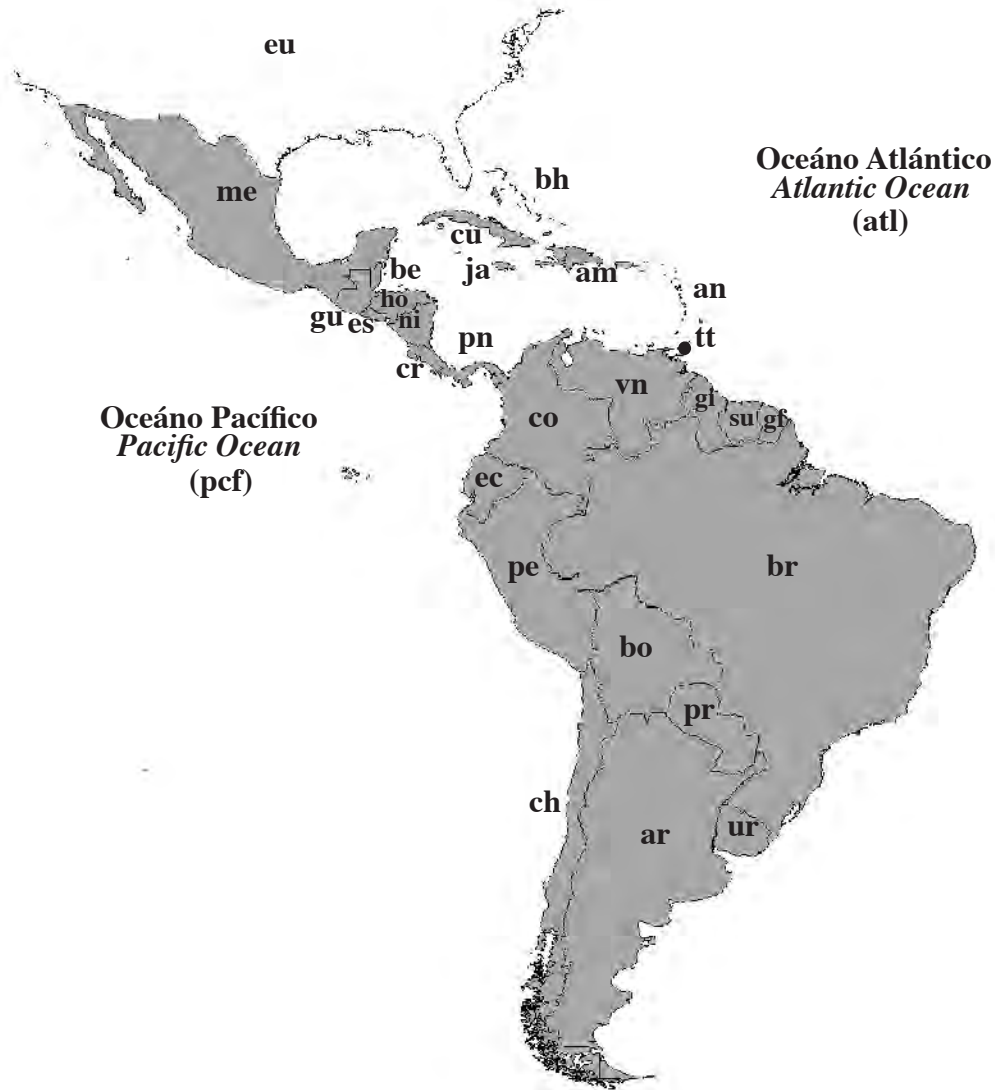 eu
Oceáno Atlántico
Atlantic Ocean
(atl)
bh
me
cu
be
ja
am
an
ho
gu
es
ni
pn
tt
cr
vn
gi
su
gf
co
Oceáno Pacífico
Pacific Ocean
(pcf)
ec
pe
br
bo
pr
ch
ur
ar